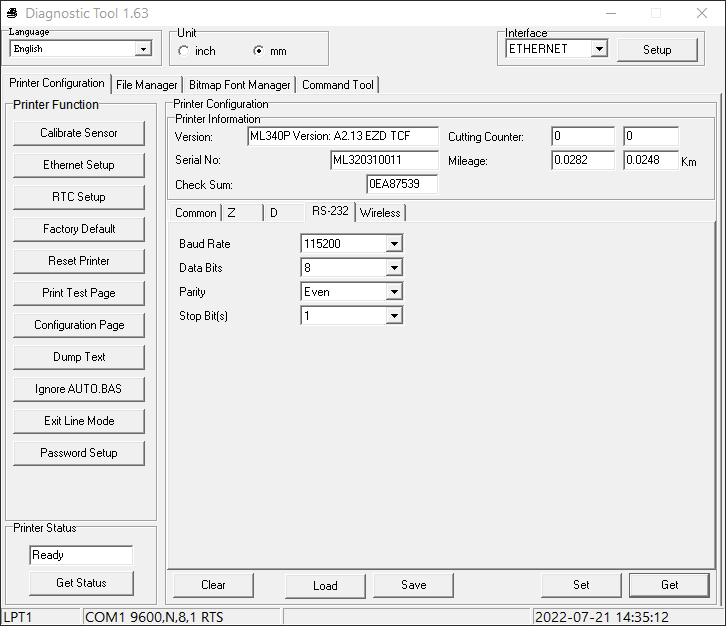 Diagnostic Tool 1.63
Language
English
Unit
inch
mm
Interface
ETHERNET
Setup
Printer Configuration
File Manager
Bitmap Font Manager
Command Tool
Printer Function
Calibrate Sensor
Ethernet Setup
RTC Setup
Factory Default
Reset Printer
Print Test Page
Configuration Page
Dump Text
Ignore AUTO.BAS
Exit Line Mode
Password Setup
Printer Status
Ready
Get Status
Printer Configuration
Printer Information
Version: ML340P Version: A2.13 EZD TCF
Cutting Counter: 0 0
Serial No: ML320310011
Mileage: 0.0282 0.0248 Km
Check Sum: 0EA87539
Common
Z
D
RS-232
Wireless
Baud Rate 115200
Data Bits 8
Parity Even
Stop Bit(s) 1
Clear
Load
Save
Set
Get
LPT1
COM1 9600,N,8,1 RTS
2022-07-21 14:35:12